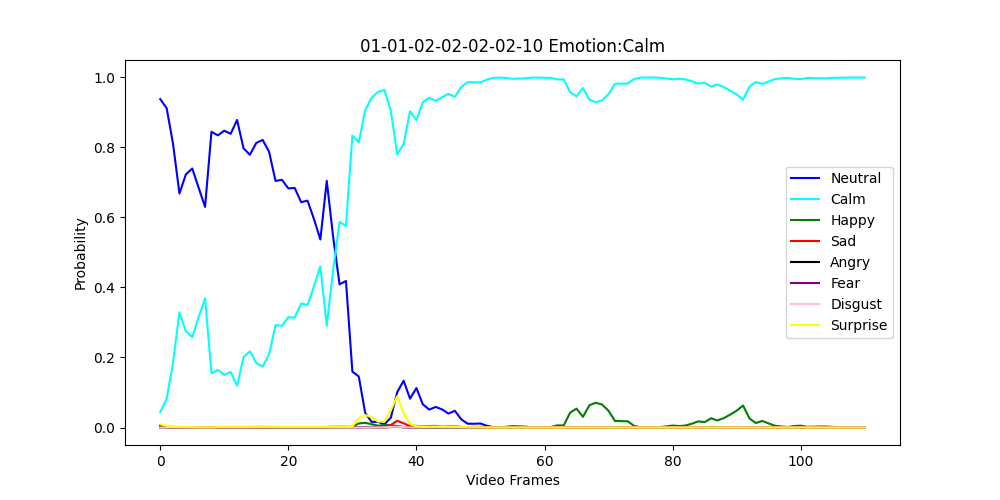 01-01-02-02-02-02-10 Emotion:Calm
1.0
0.8
0.6
0.4
0.2
0.0
Probability
Neutral
Calm
Happy
Sad
Angry
Fear
Disgust
Surprise
0 20 40 60 80 100
Video Frames